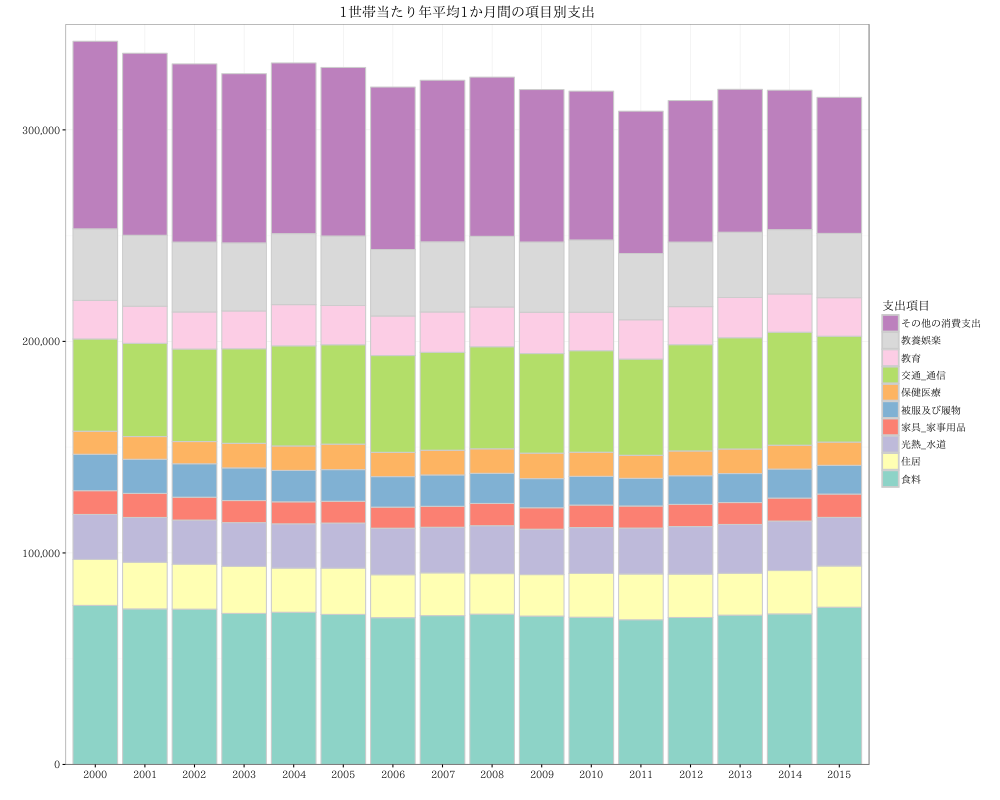 1世帯当たり年平均1か月間の項目別支出
300,000
200,000
100,000
0
2000 2001 2002 2003 2004 2005 2006 2007 2008 2009 2010 2011 2012 2013 2014 2015
支出項目
その他の消費支出
教養娯楽
教育
交通_通信
保健医療
被服及び履物
家具_家事用品
光熱_水道
住居
食料